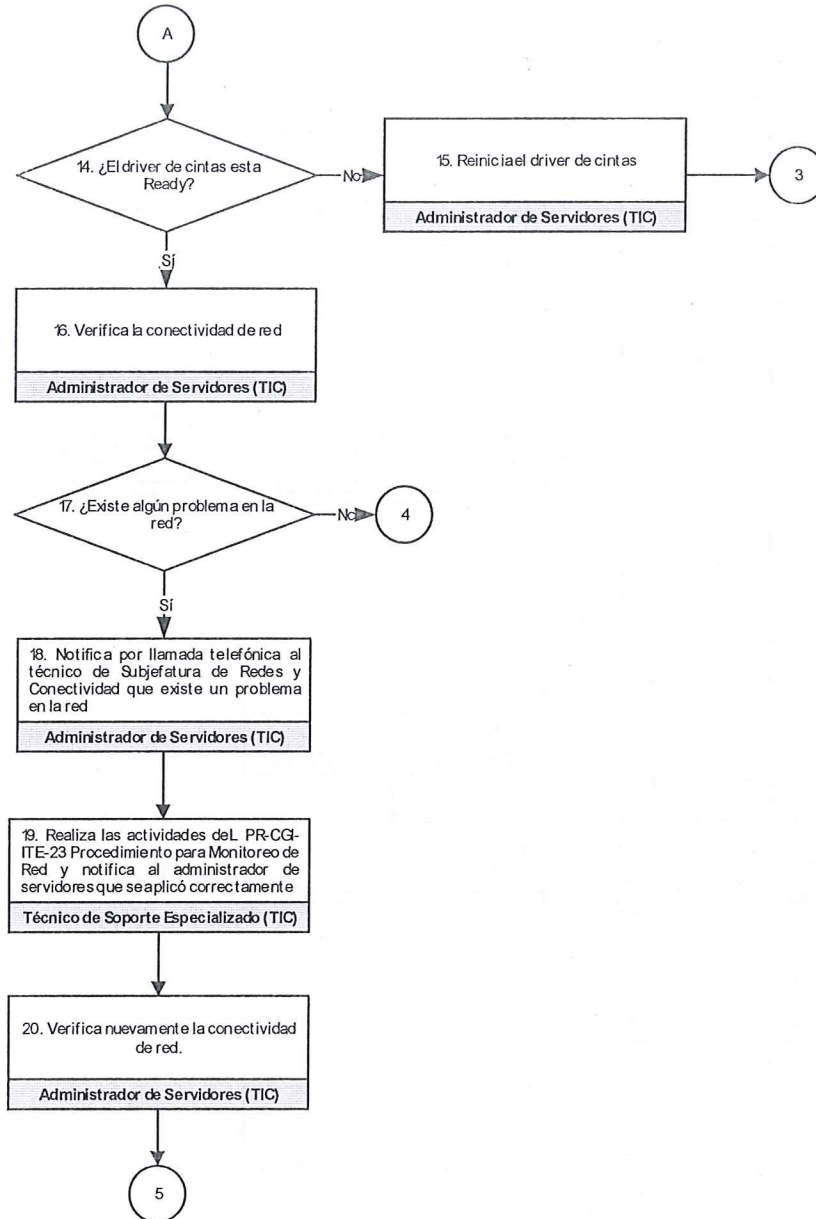 A
14. ¿El driver de cintas esta
Ready?
No
15. Reinicia el driver de cintas
Administrador de Servidores (TIC)
3
Sí
16. Verifica la conectividad de red
Administrador de Servidores (TIC)
17. ¿Existe algún problema en la
red?
No
4
Sí
18. Notifica por llamada telefónica al
técnico de Subjefatura de Redes y
Conectividad que existe un problema
en la red
Administrador de Servidores (TIC)
19. Realiza las actividades deL PR-CGI-
ITE-23 Procedimiento para Monitoreo de
Red y notifica al administrador de
servidores que se aplicó correctamente
Técnico de Soporte Especializado (TIC)
20. Verifica nuevamente la conectividad
de red.
Administrador de Servidores (TIC)
5